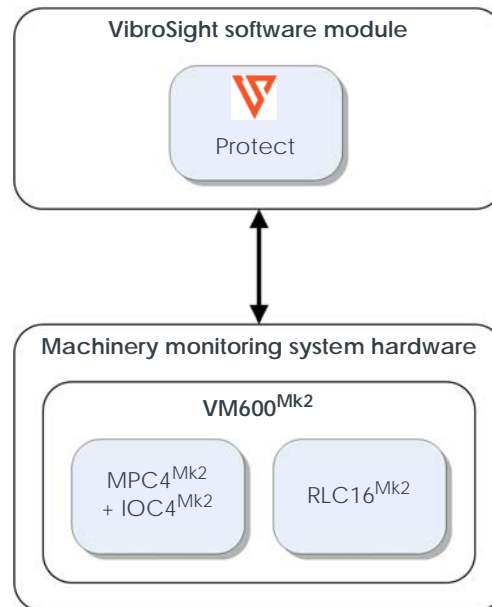 VibroSight software module
Protect
Machinery monitoring system hardware
VM600Mk2
MPC4Mk2
+ IOC4Mk2
RLC16Mk2